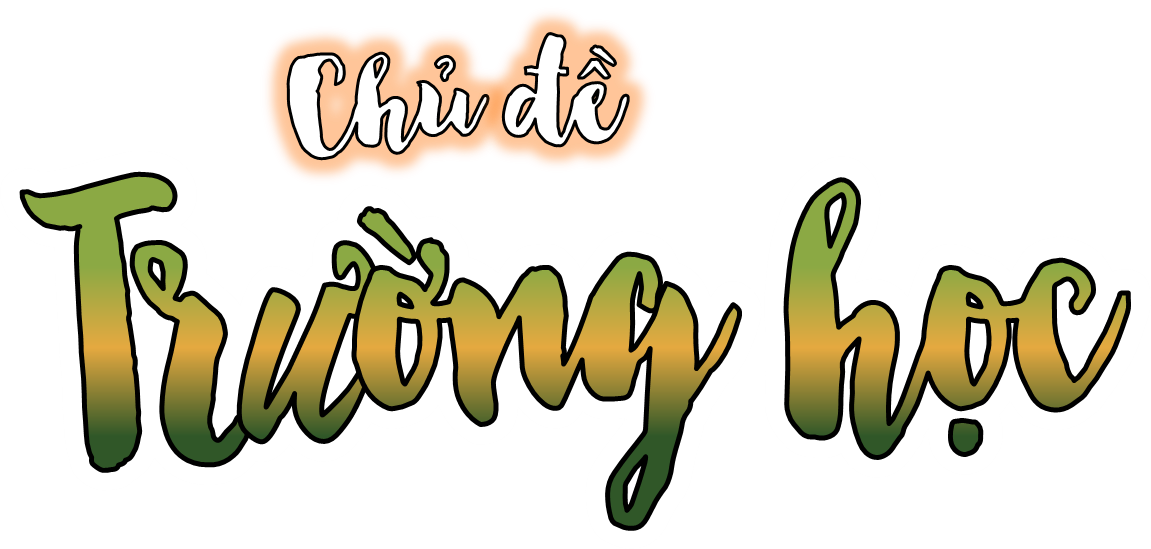 Chủ đề
Trường học